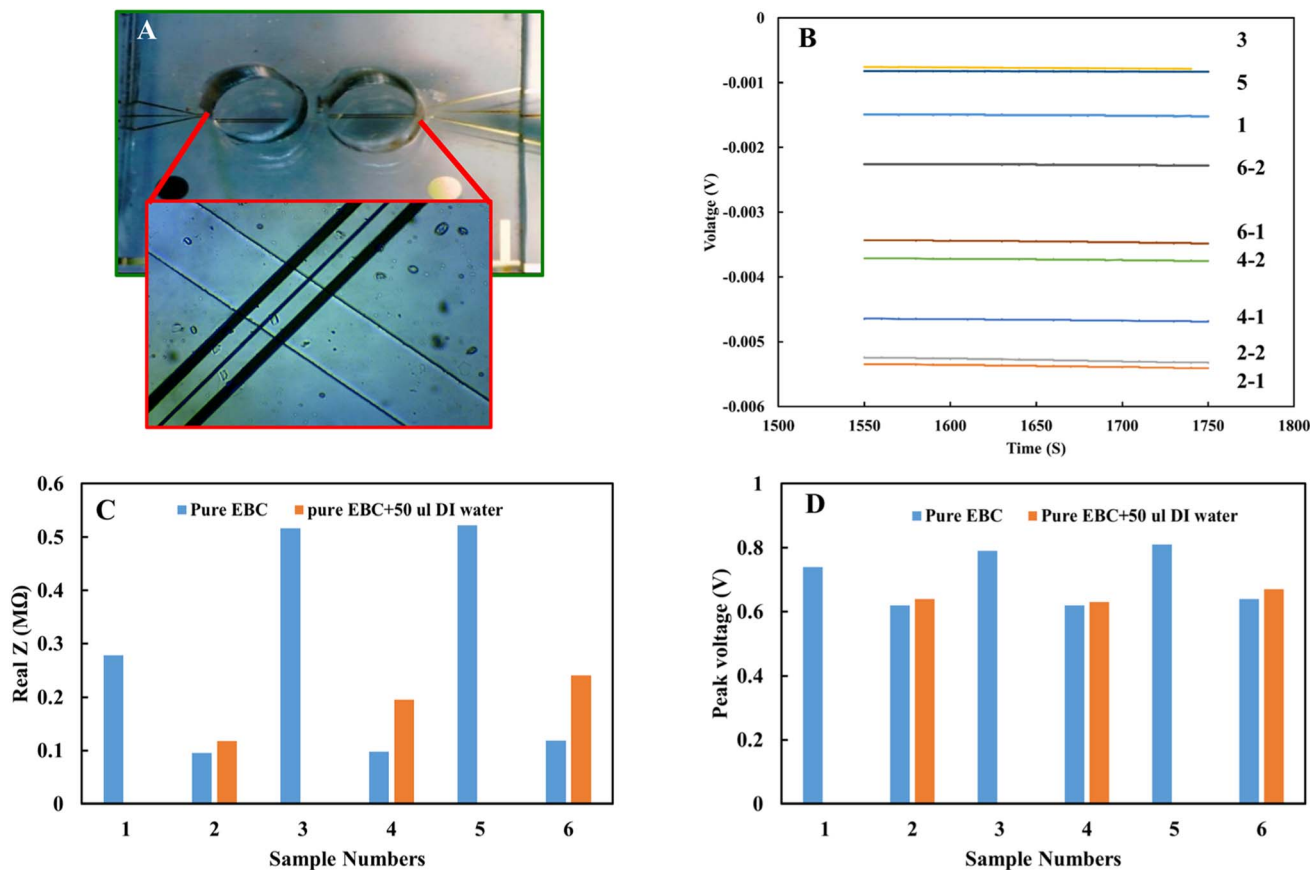 A
B
0
-0.001
-0.002
-0.003
-0.004
-0.005
-0.006
Volatge (V)
1500 1550 1600 1650 1700 1750 1800
Time (S)
3
5
1
6-2
6-1
4-2
4-1
2-2
2-1
C
Pure EBC pure EBC+50 ul DI water
0.6
0.5
0.4
0.3
0.2
0.1
0
Real Z (MΩ)
1 2 3 4 5 6
Sample Numbers
D
Pure EBC Pure EBC+50 ul DI water
1
0.8
0.6
0.4
0.2
0
Peak voltage (V)
1 2 3 4 5 6
Sample Numbers